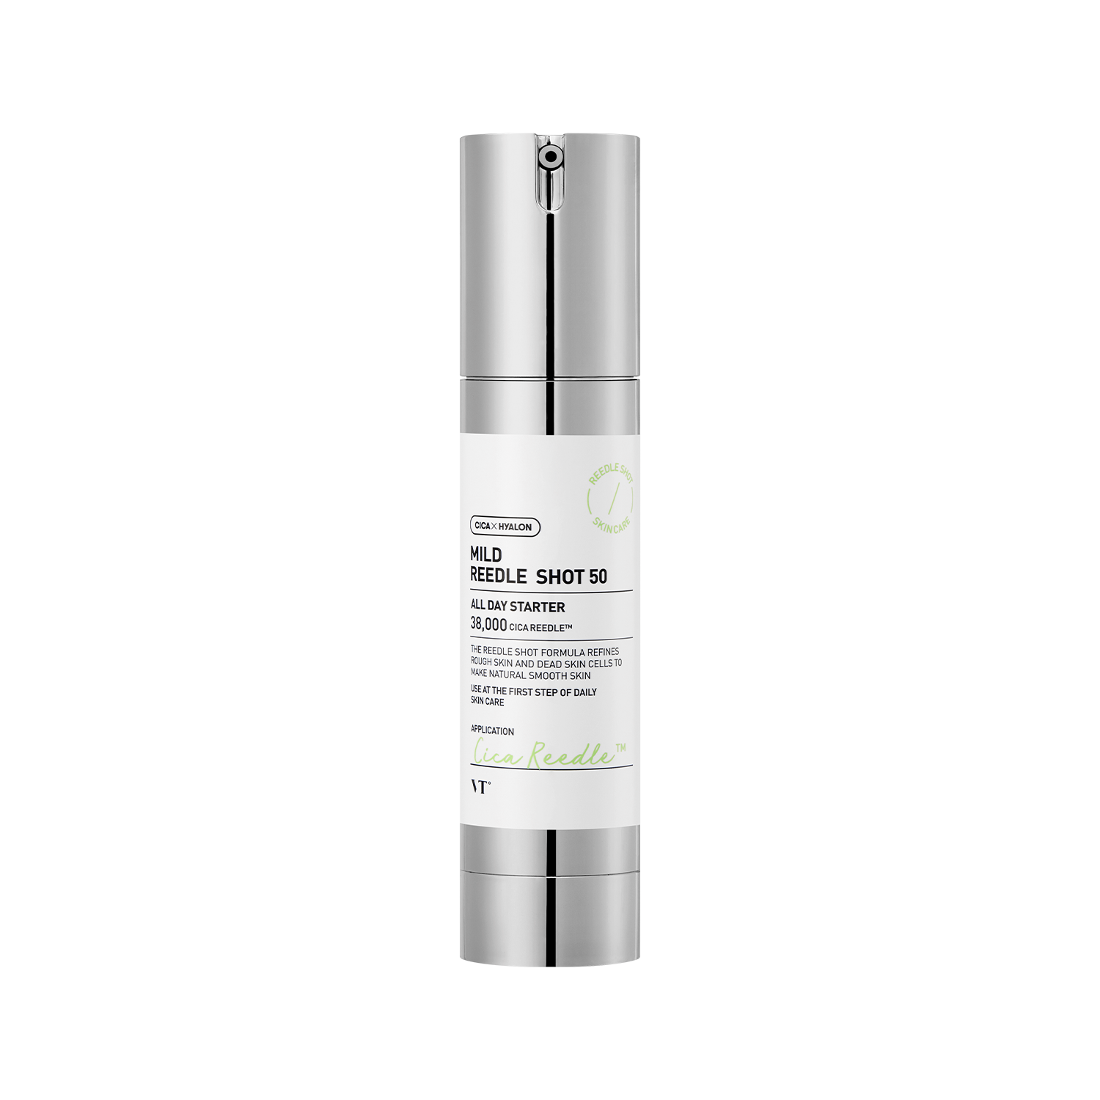 REEDLE SHOT
SKINCARE
CICA X HYALON
MILD
REEDLE SHOT 50
ALL DAY STARTER
38,000 CICA REEDLE™
THE REEDLE SHOT FORMULA REFINES
ROUGH SKIN AND DEAD SKIN CELLS TO
MAKE NATURAL SMOOTH SKIN
USE AT THE FIRST STEP OF DAILY
SKIN CARE
APPLICATION
Cica Reedle™
VT